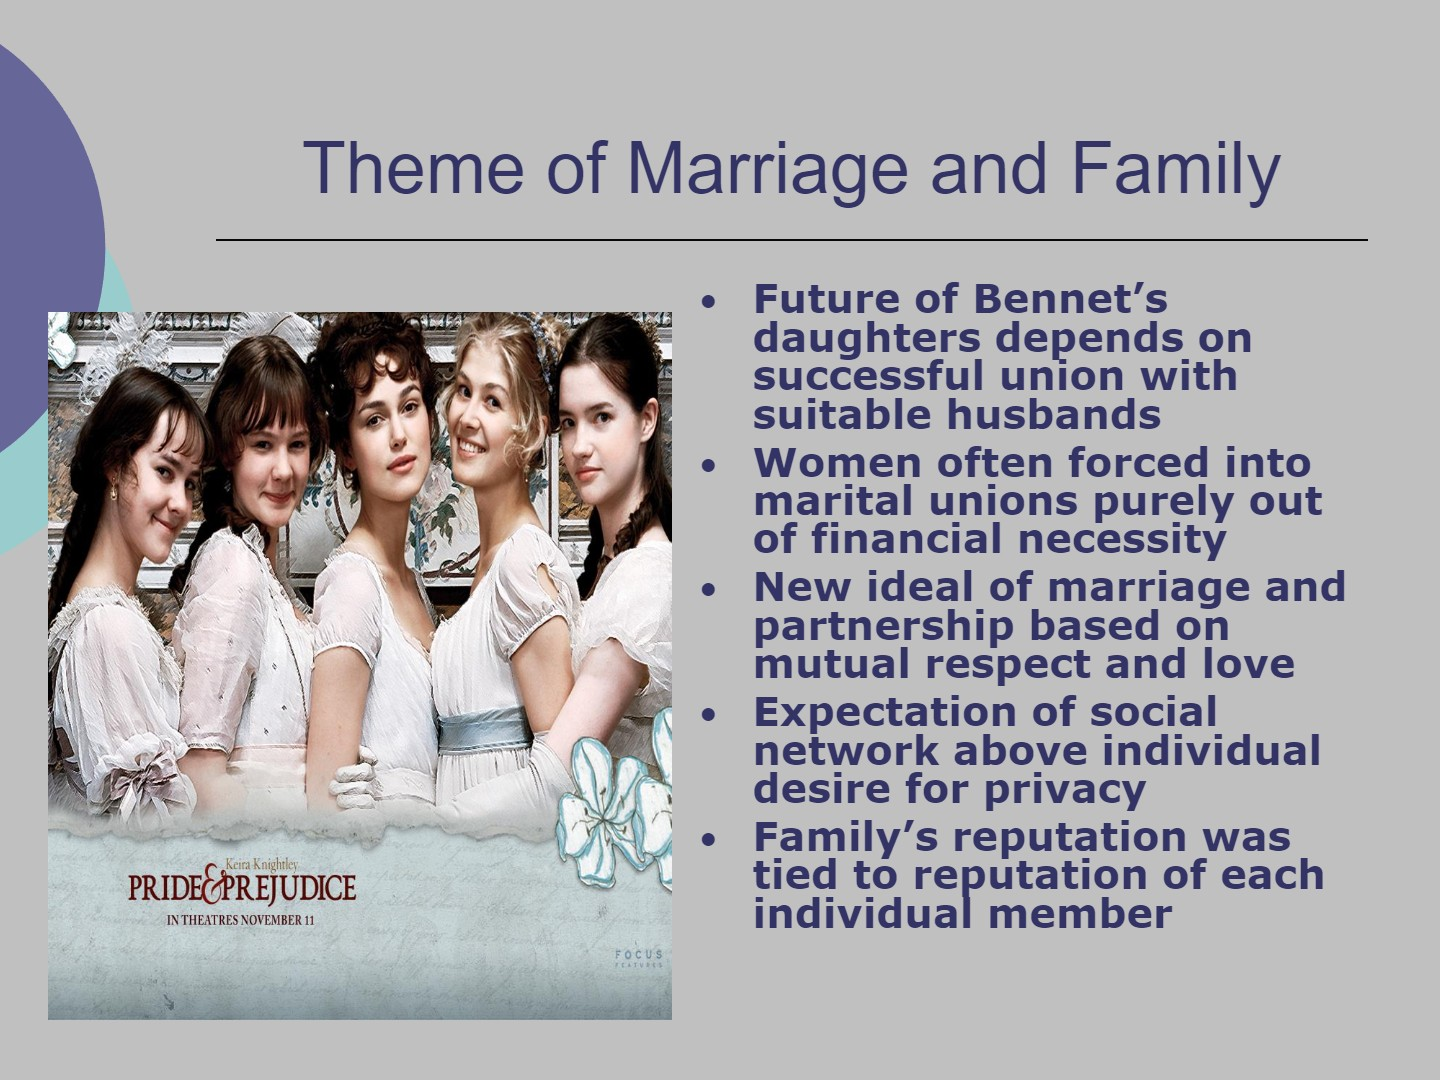 Theme of Marriage and Family
• Future of Bennet’s
daughters depends on
successful union with
suitable husbands
• Women often forced into
marital unions purely out
of financial necessity
• New ideal of marriage and
partnership based on
mutual respect and love
• Expectation of social
network above individual
desire for privacy
• Family’s reputation was
tied to reputation of each
individual member
Keira Knightley
PRIDE & PREJUDICE
IN THEATRES NOVEMBER 11
FOCUS
FEATURES